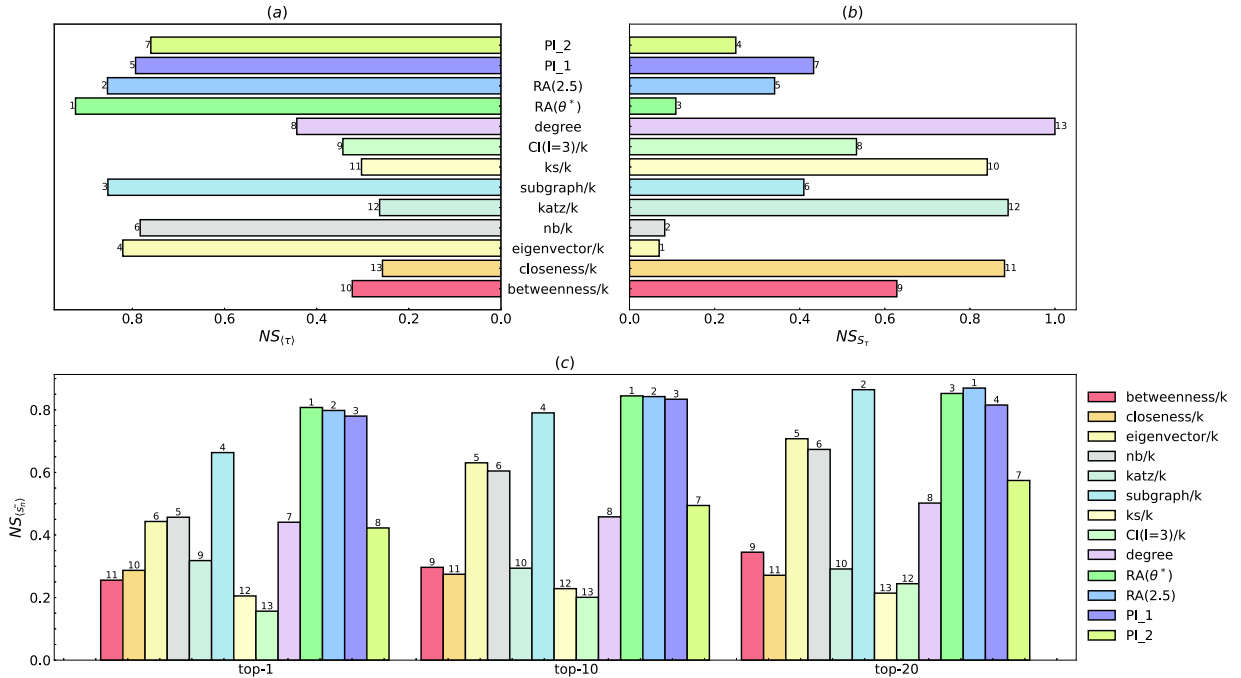 (a)
(b)
7 PI_2 4
5 PI_1 7
2 RA(2.5) 5
1 RA(θ*) 3
8 degree 13
9 CI(l=3)/k 8
11 ks/k 10
3 subgraph/k 6
12 katz/k 12
6 nb/k 2
4 eigenvector/k 1
13 closeness/k 11
10 betweenness/k 9
0.8 0.6 0.4 0.2 0.0
0.0 0.2 0.4 0.6 0.8 1.0
NS⟨τ⟩
NS_{S_τ}
(c)
NS⟨s̃_n⟩
0.8
0.6
0.4
0.2
0.0
11 10 6 5 9 4 12 13 7 1 2 3 8
9 11 5 6 10 4 12 13 8 1 2 3 7
9 11 5 6 10 2 14 12 8 3 1 4 7
top-1 top-10 top-20
betweenness/k
closeness/k
eigenvector/k
nb/k
katz/k
subgraph/k
ks/k
CI(l=3)/k
degree
RA(θ*)
RA(2.5)
PI_1
PI_2